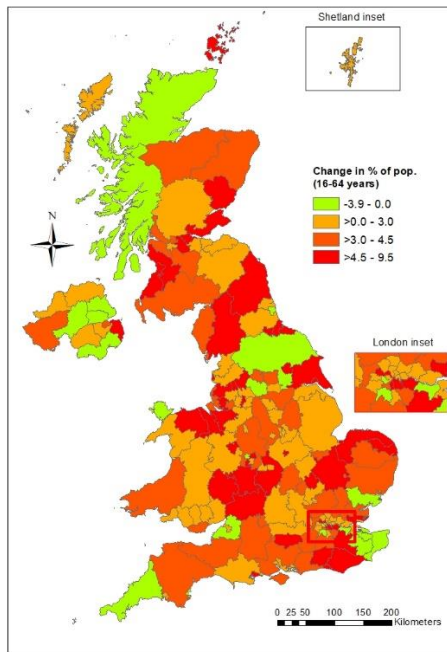 Shetland inset
Change in % of pop.
(16-64 years)
-3.9 - 0.0
>0.0 - 3.0
>3.0 - 4.5
>4.5 - 9.5
N
London inset
0 25 50 100 150 200
Kilometers